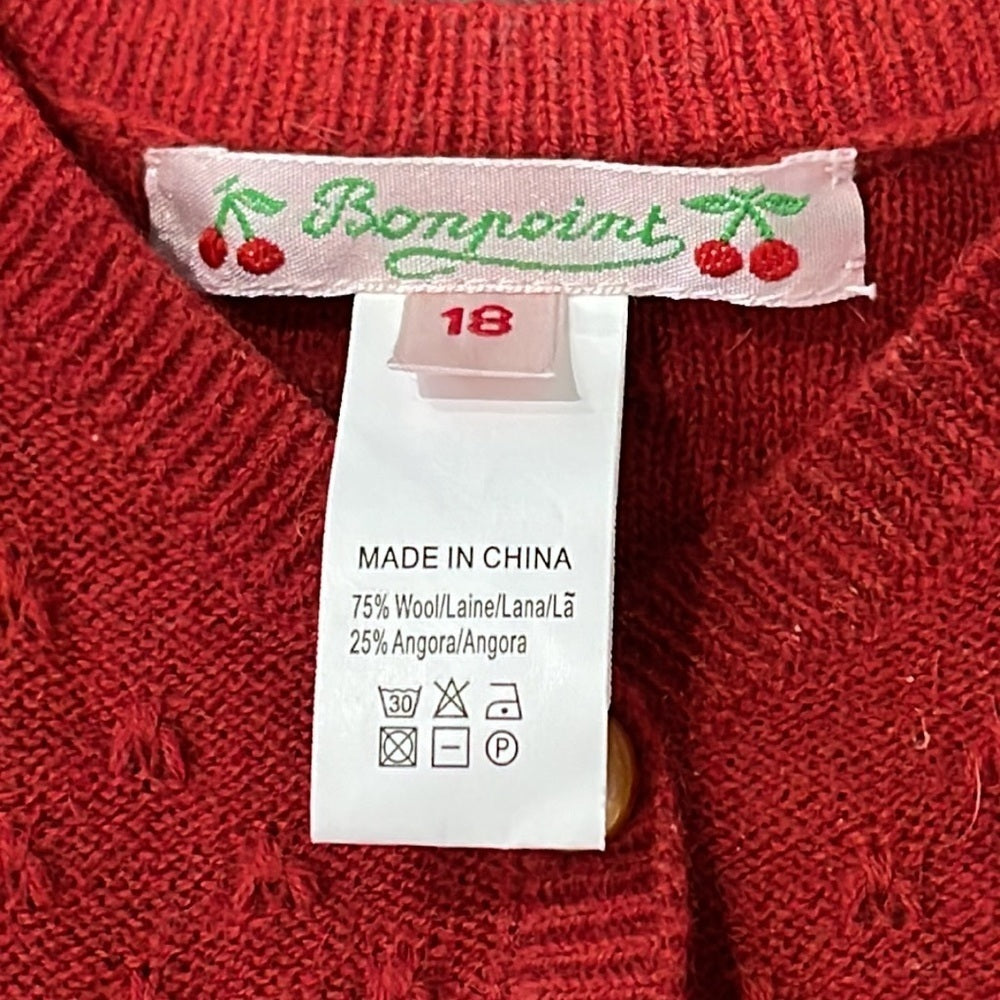 Bonpoint
18
MADE IN CHINA
75% Wool/Laine/Lana/Lã
25% Angora/Angora
30
P